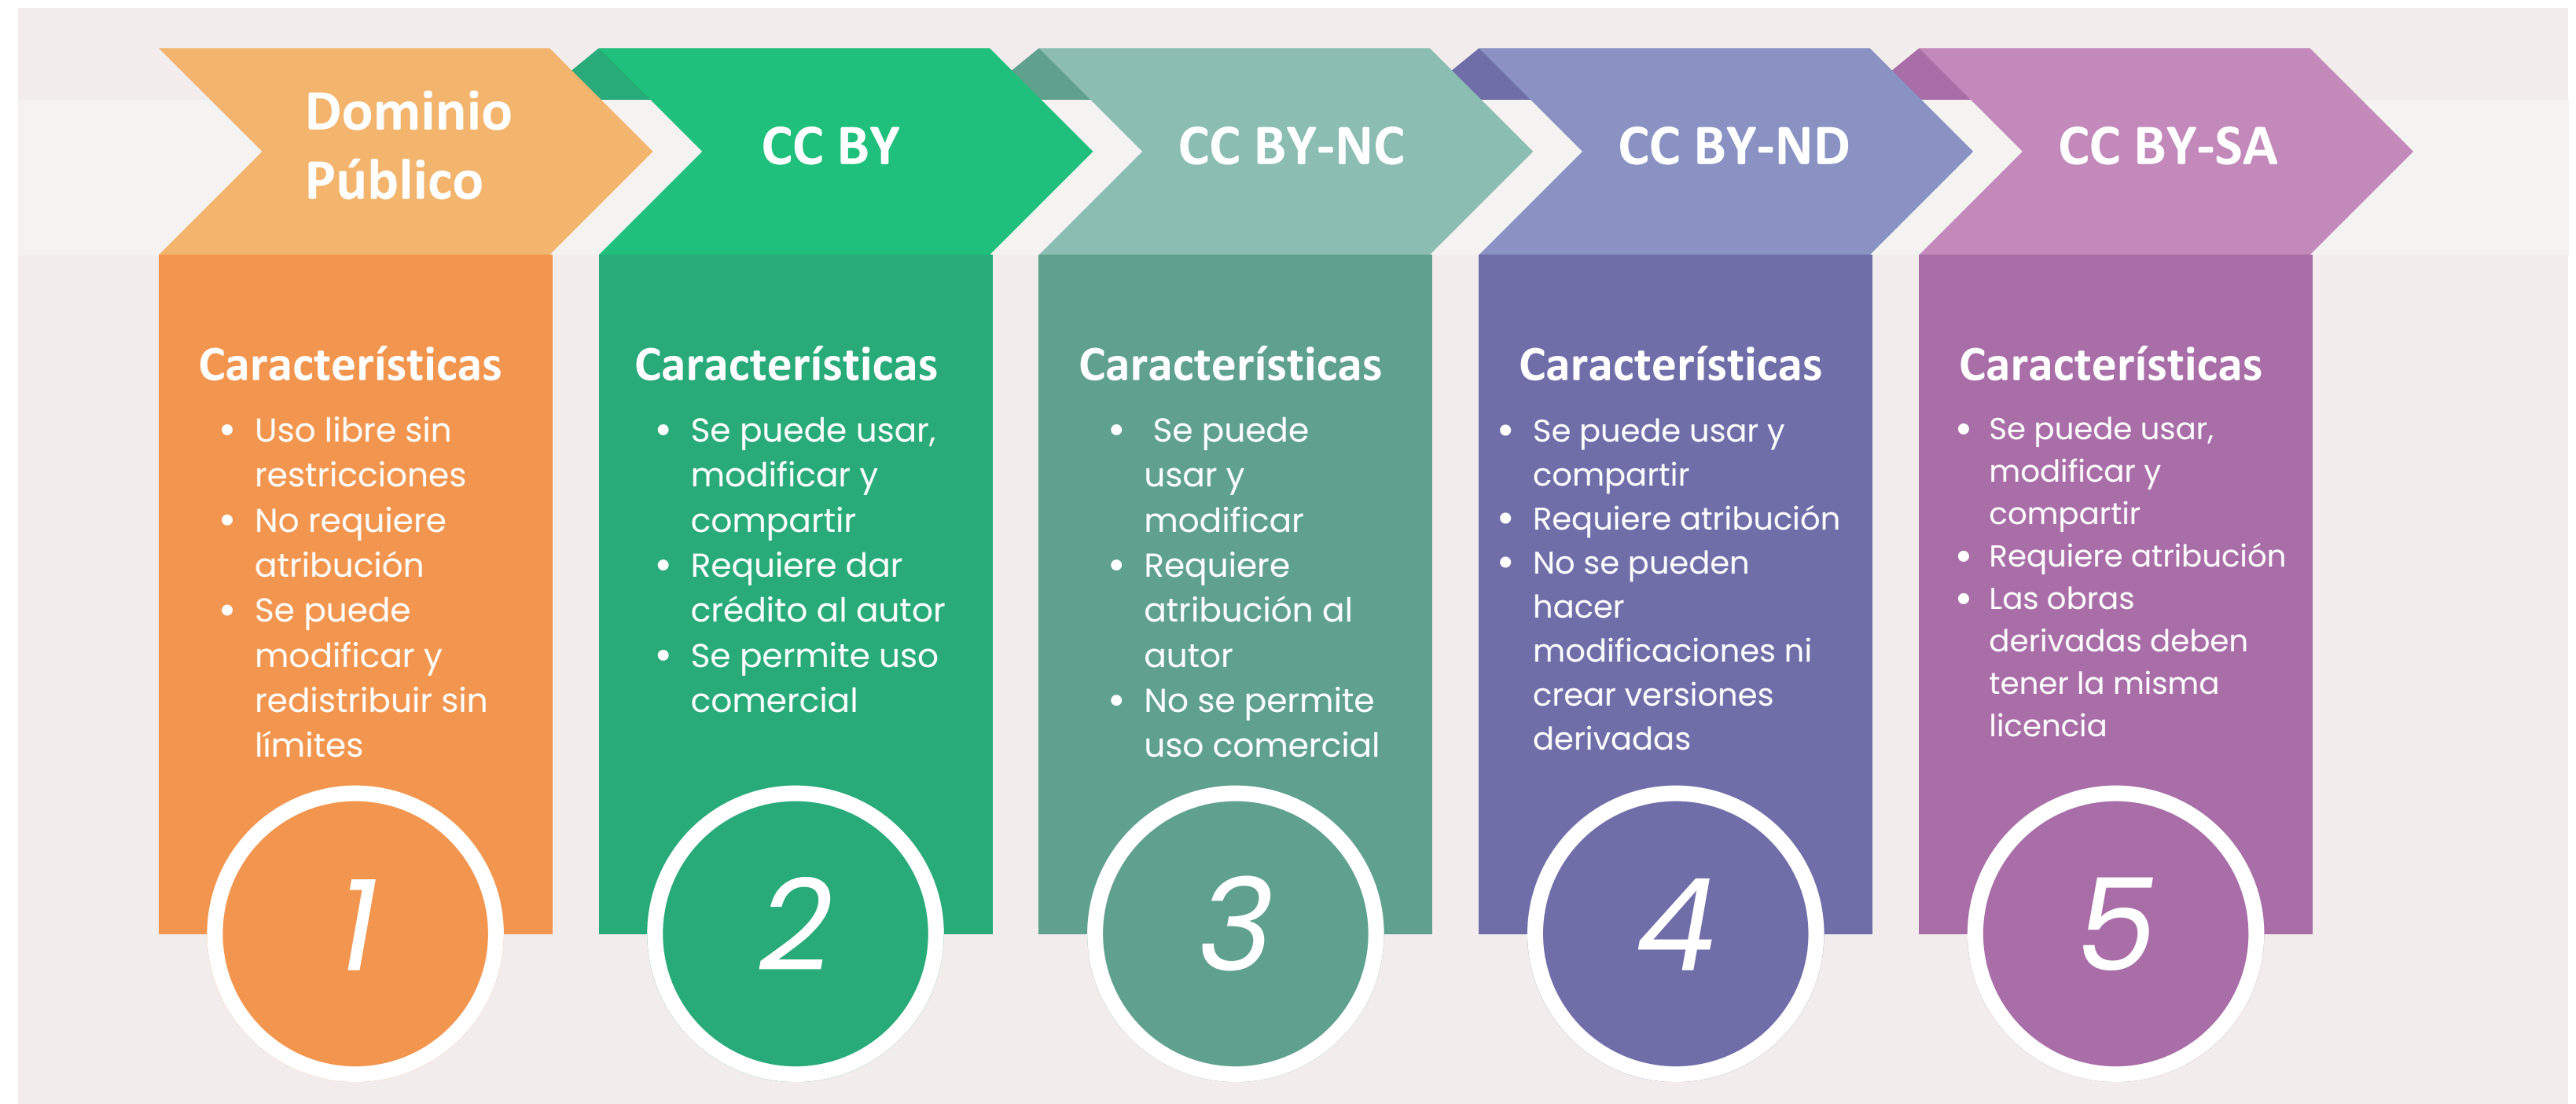 Dominio
Público
CC BY
CC BY-NC
CC BY-ND
CC BY-SA
Características
• Uso libre sin
restricciones
• No requiere
atribución
• Se puede
modificar y
redistribuir sin
límites
1
Características
• Se puede usar,
modificar y
compartir
• Requiere dar
crédito al autor
• Se permite uso
comercial
2
Características
• Se puede
usar y
modificar
• Requiere
atribución al
autor
• No se permite
uso comercial
3
Características
• Se puede usar y
compartir
• Requiere atribución
• No se pueden
hacer
modificaciones ni
crear versiones
derivadas
4
Características
• Se puede usar,
modificar y
compartir
• Requiere atribución
• Las obras
derivadas deben
tener la misma
licencia
5